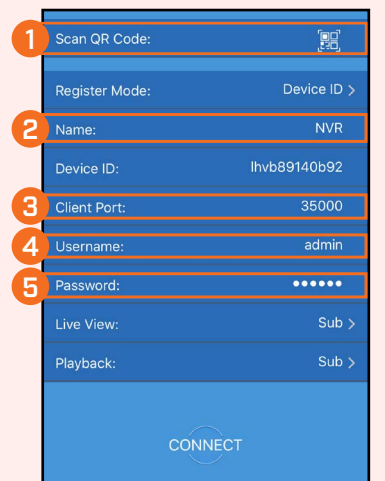 1 Scan QR Code:
Register Mode: Device ID >
2 Name: NVR
Device ID: lhvb89140b92
3 Client Port: 35000
4 Username: admin
5 Password: ••••••
Live View: Sub >
Playback: Sub >
CONNECT